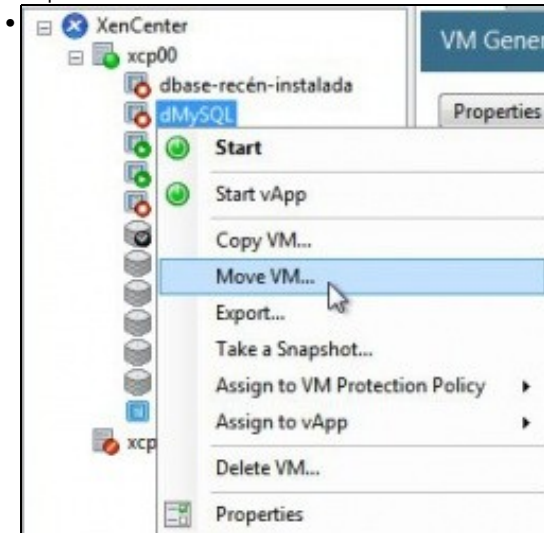 XenCenter
xcp00
dbase-recén-instalada
dMySQL
VM Gener
Properties
Start
Start vApp
Copy VM...
Move VM...
Export...
Take a Snapshot...
Assign to VM Protection Policy
Assign to vApp
xcp
Delete VM...
Properties